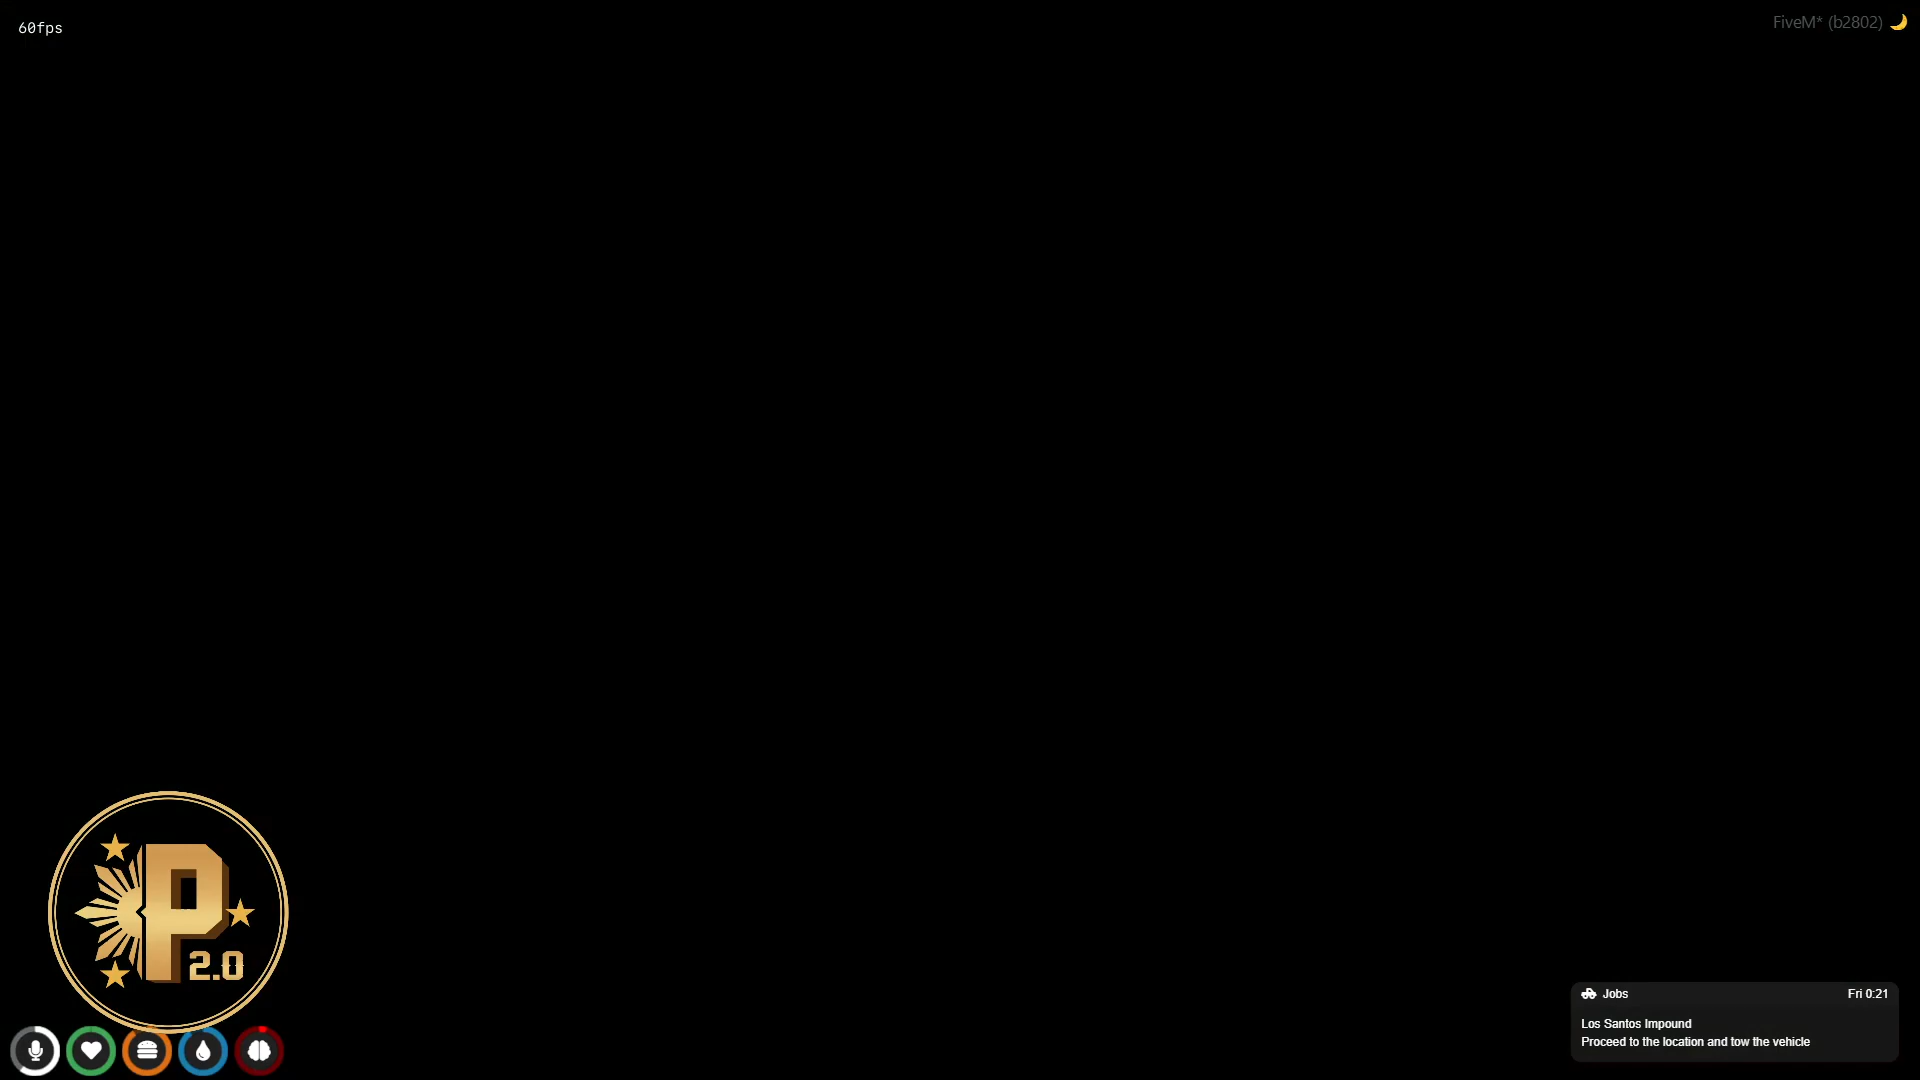 60fps
FiveM* (b2802)
P
2.0
Jobs
Fri 0:21
Los Santos Impound
Proceed to the location and tow the vehicle